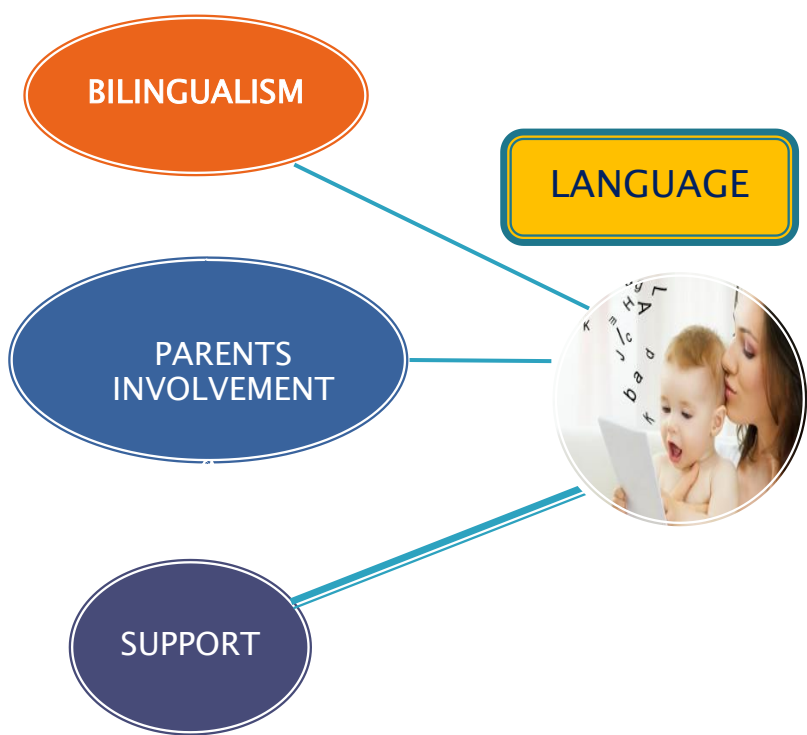 BILINGUALISM
LANGUAGE
PARENTS
INVOLVEMENT
SUPPORT
K
m
H
A
L
g
l
c
J
d
a
b
K